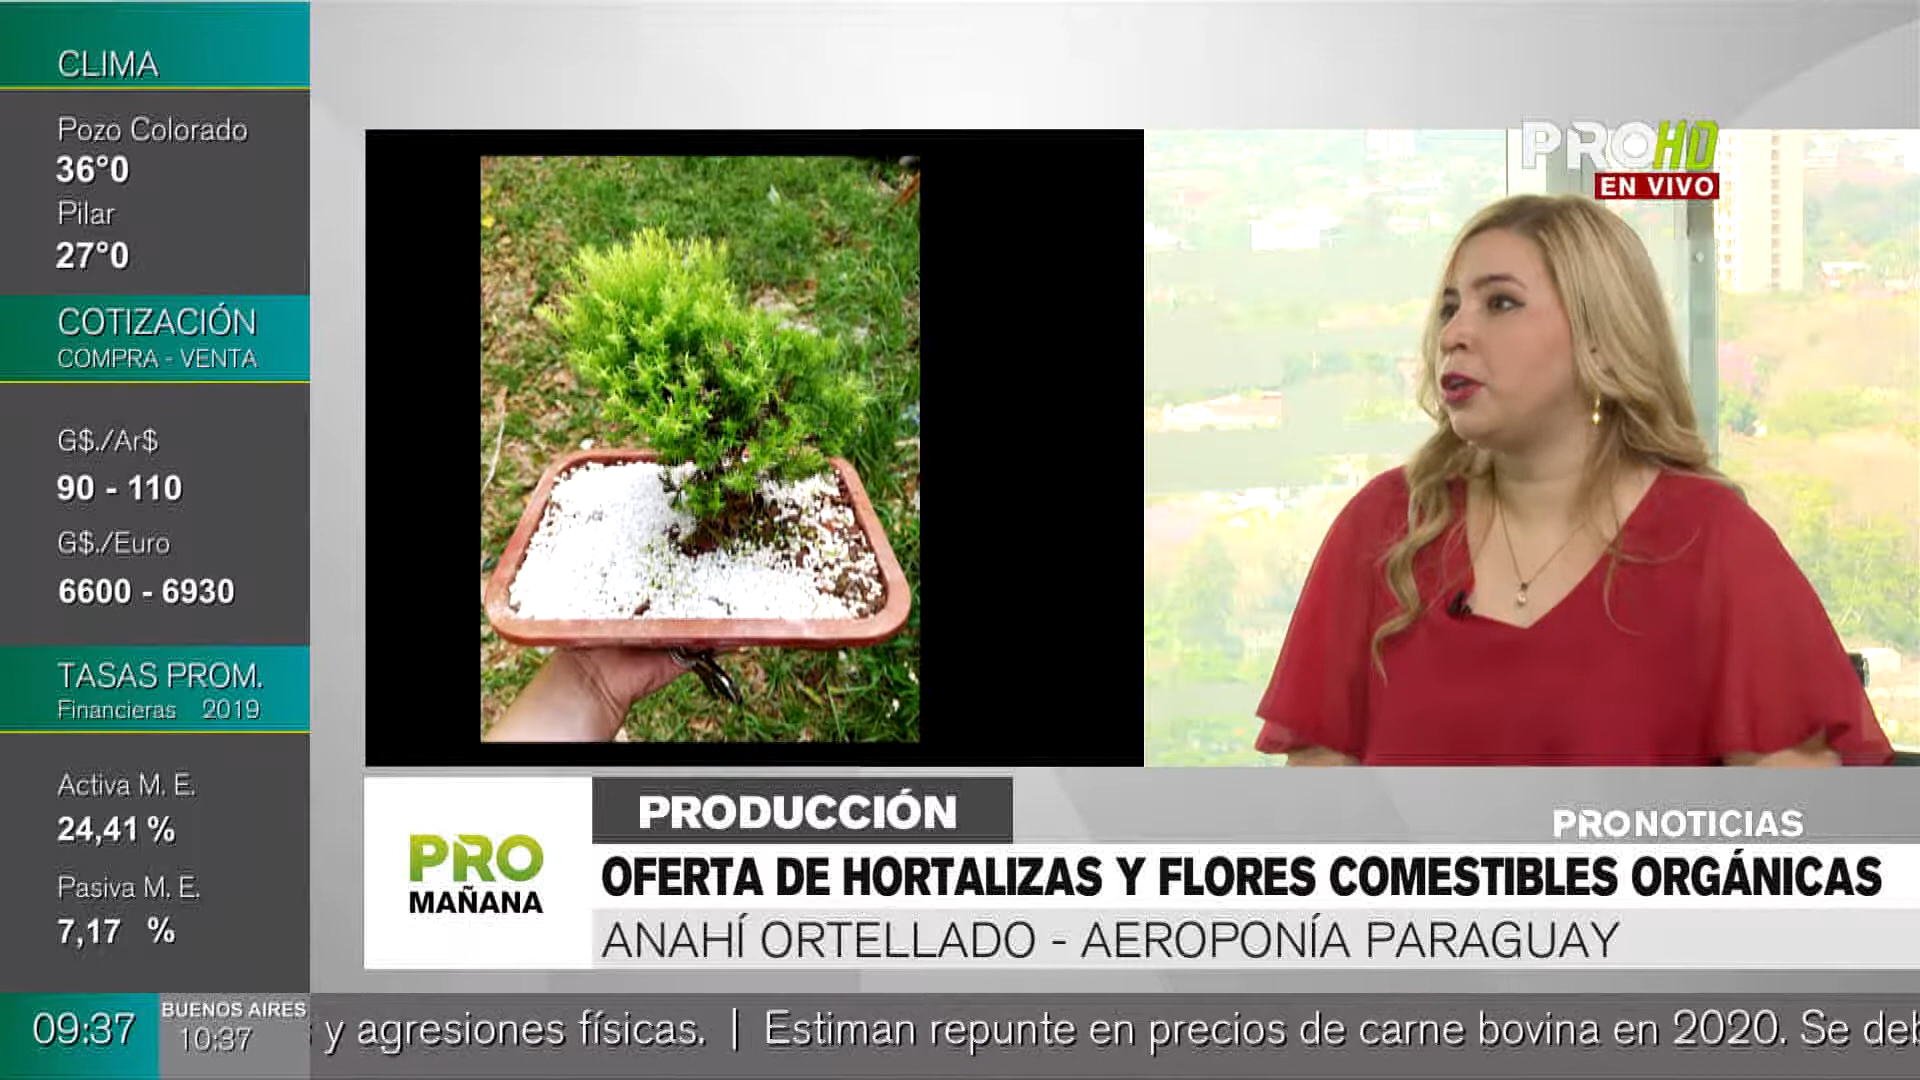 CLIMA
Pozo Colorado
36°0
Pilar
27°0
COTIZACIÓN
COMPRA - VENTA
G$./Ar$
90 - 110
G$./Euro
6600 - 6930
TASAS PROM.
Financieras 2019
Activa M. E.
24,41 %
Pasiva M. E.
7,17 %
09:37
BUENOS AIRES
10:37
PROHD
EN VIVO
PRO
MAÑANA
PRODUCCIÓN
PRONOTICIAS
OFERTA DE HORTALIZAS Y FLORES COMESTIBLES ORGÁNICAS
ANAHÍ ORTELLADO - AEROPONÍA PARAGUAY
y agresiones físicas. | Estiman repunte en precios de carne bovina en 2020. Se deb